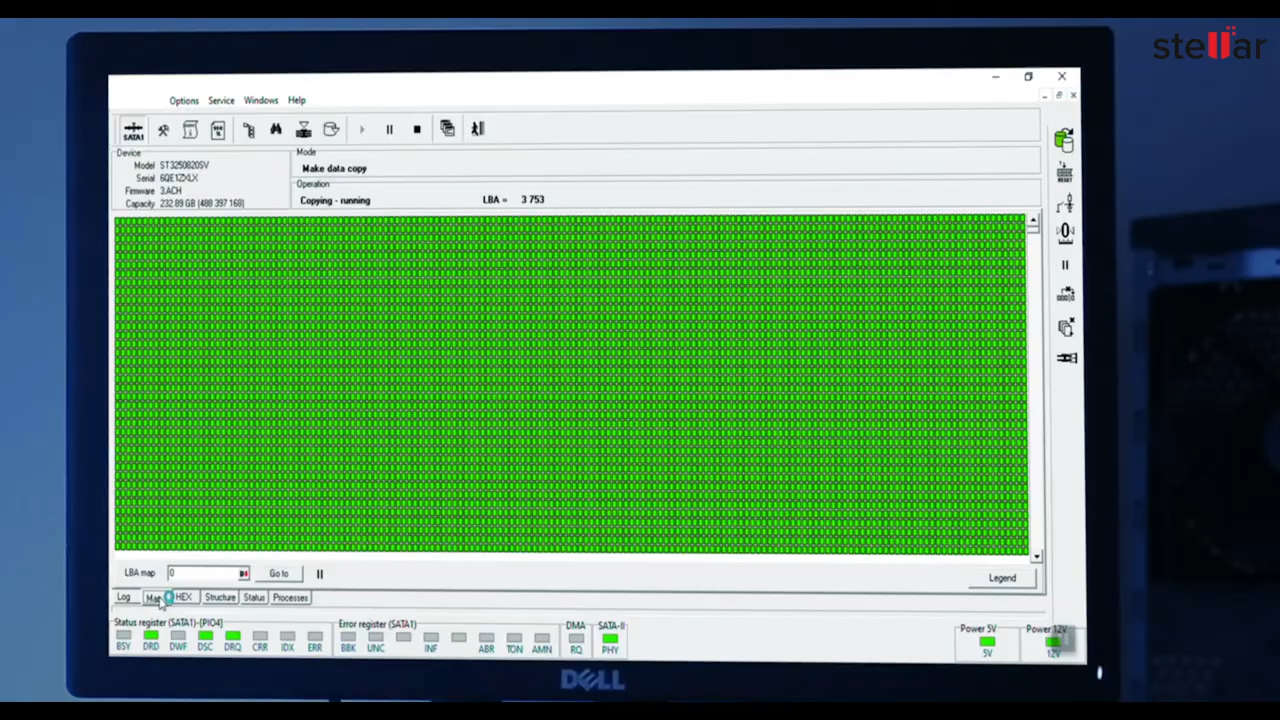 stellar
Options Service Windows Help
SATA1
Device
Model ST3250820SV
Serial 6QE1ZXLX
Firmware 3.ACH
Capacity 232.89 GB (488 397 168)
Mode
Make data copy
Operation
Copying - running LBA = 3 753
RESET
LBA map 0 Go to Legend
Log Map HEX Structure Status Processes
Status register (SATA1)-[PIO4] Error register (SATA1) DMA SATA-II Power 5V Power 12V
BSY DRD DWF DSC DRQ CRR IDX ERR BBK UNC INF ABR TON AMN RQ PHY 5V 12V
DELL